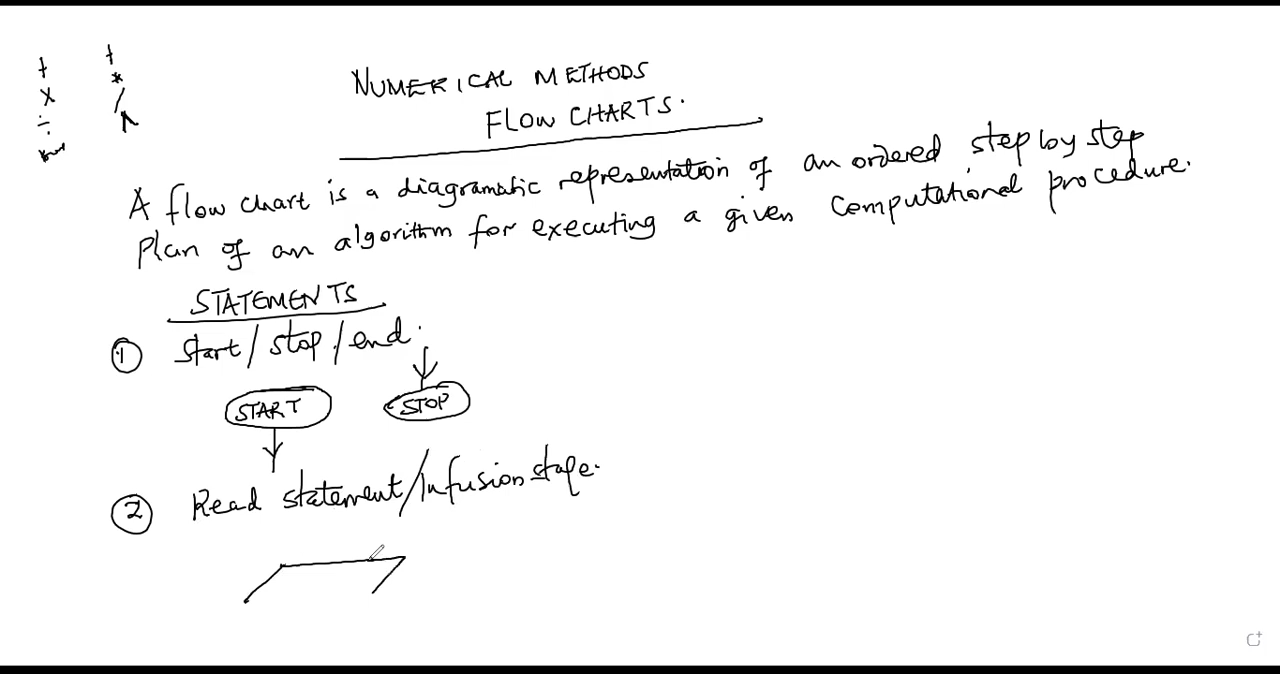 + +
× *
÷ /
^
NUMERICAL METHODS
FLOW CHARTS.
A flow chart is a diagramatic representation of an ordered step by step
Plan of an algorithm for executing a given computational procedure.
STATEMENTS
① Start/stop/end.
START STOP
② Read statement/Infusion stage.